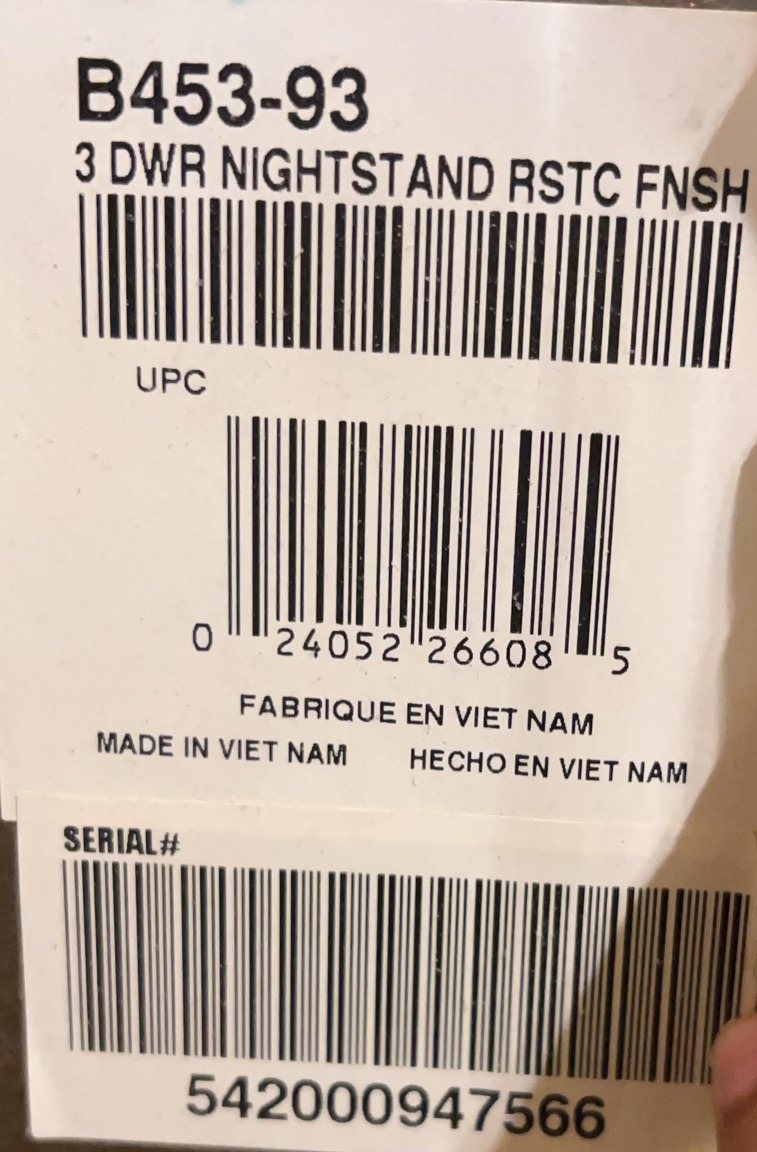 B453-93
3 DWR NIGHTSTAND RSTC FNSH
UPC
0 24052 26608 5
FABRIQUE EN VIET NAM
MADE IN VIET NAM HECHO EN VIET NAM
SERIAL#
542000947566